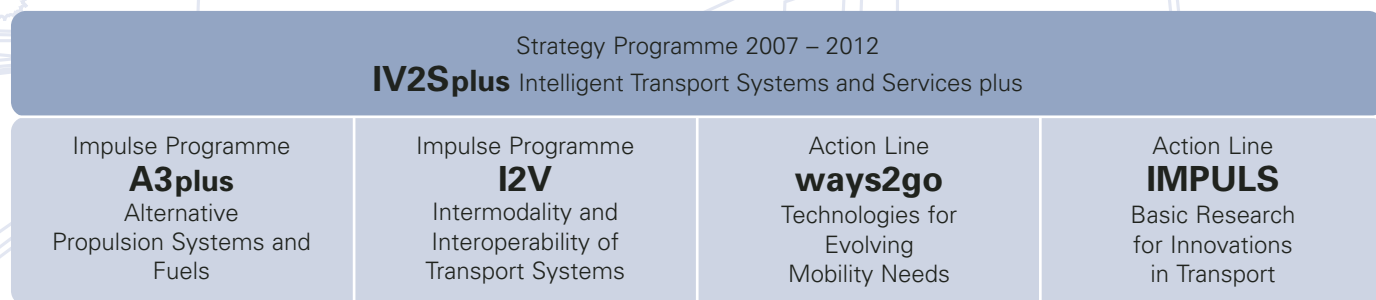 Strategy Programme 2007 – 2012
IV2Splus Intelligent Transport Systems and Services plus
Impulse Programme
A3plus
Alternative
Propulsion Systems and
Fuels
Impulse Programme
I2V
Intermodality and
Interoperability of
Transport Systems
Action Line
ways2go
Technologies for
Evolving
Mobility Needs
Action Line
IMPULS
Basic Research
for Innovations
in Transport